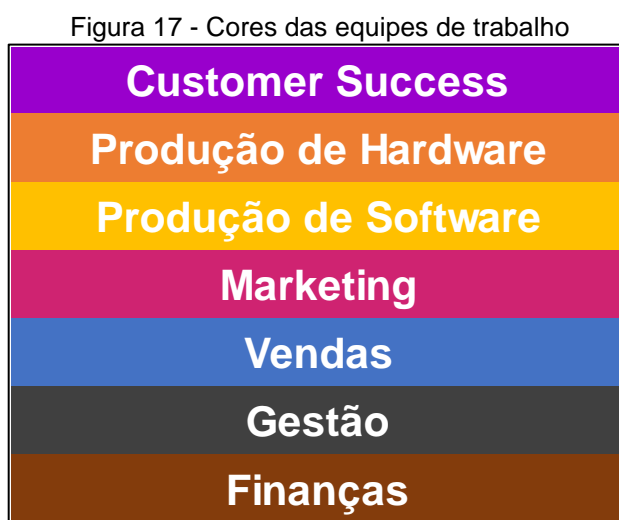 Figura 17 - Cores das equipes de trabalho
Customer Success
Produção de Hardware
Produção de Software
Marketing
Vendas
Gestão
Finanças